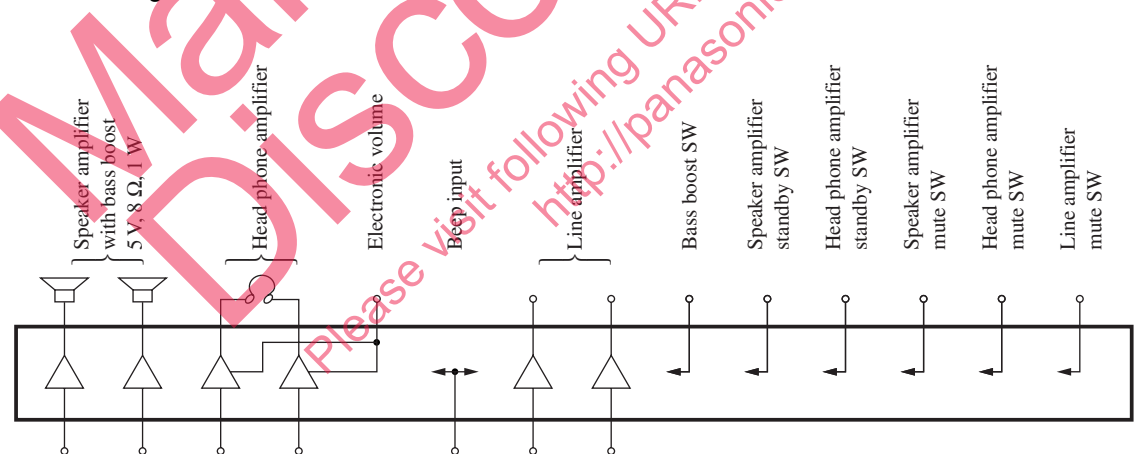 Speaker amplifier
with bass boost
5 V, 8 Ω, 1 W
Head phone amplifier
Electronic volume
Beep input
Line amplifier
Bass boost SW
Speaker amplifier
standby SW
Head phone amplifier
standby SW
Speaker amplifier
mute SW
Head phone amplifier
mute SW
Line amplifier
mute SW
Please visit following
http://panasonic